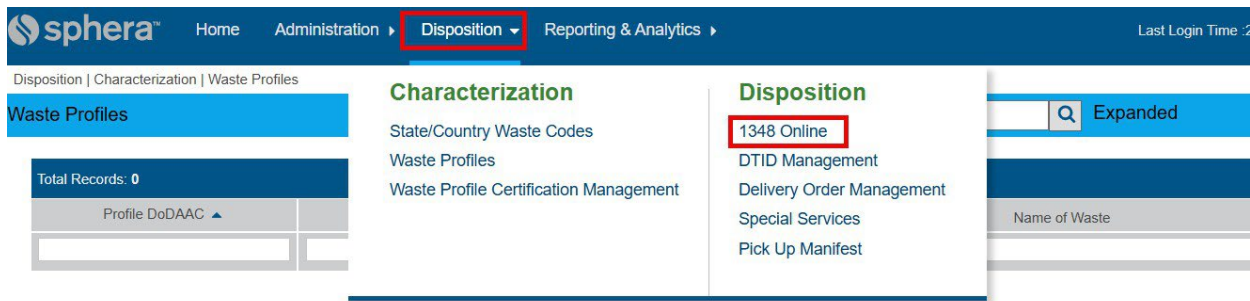 sphera™ Home Administration Disposition Reporting & Analytics Last Login Time :2
Disposition | Characterization | Waste Profiles
Waste Profiles
Characterization
State/Country Waste Codes
Waste Profiles
Waste Profile Certification Management
Disposition
1348 Online
DTID Management
Delivery Order Management
Special Services
Pick Up Manifest
Expanded
Total Records: 0
Profile DoDAAC
Name of Waste